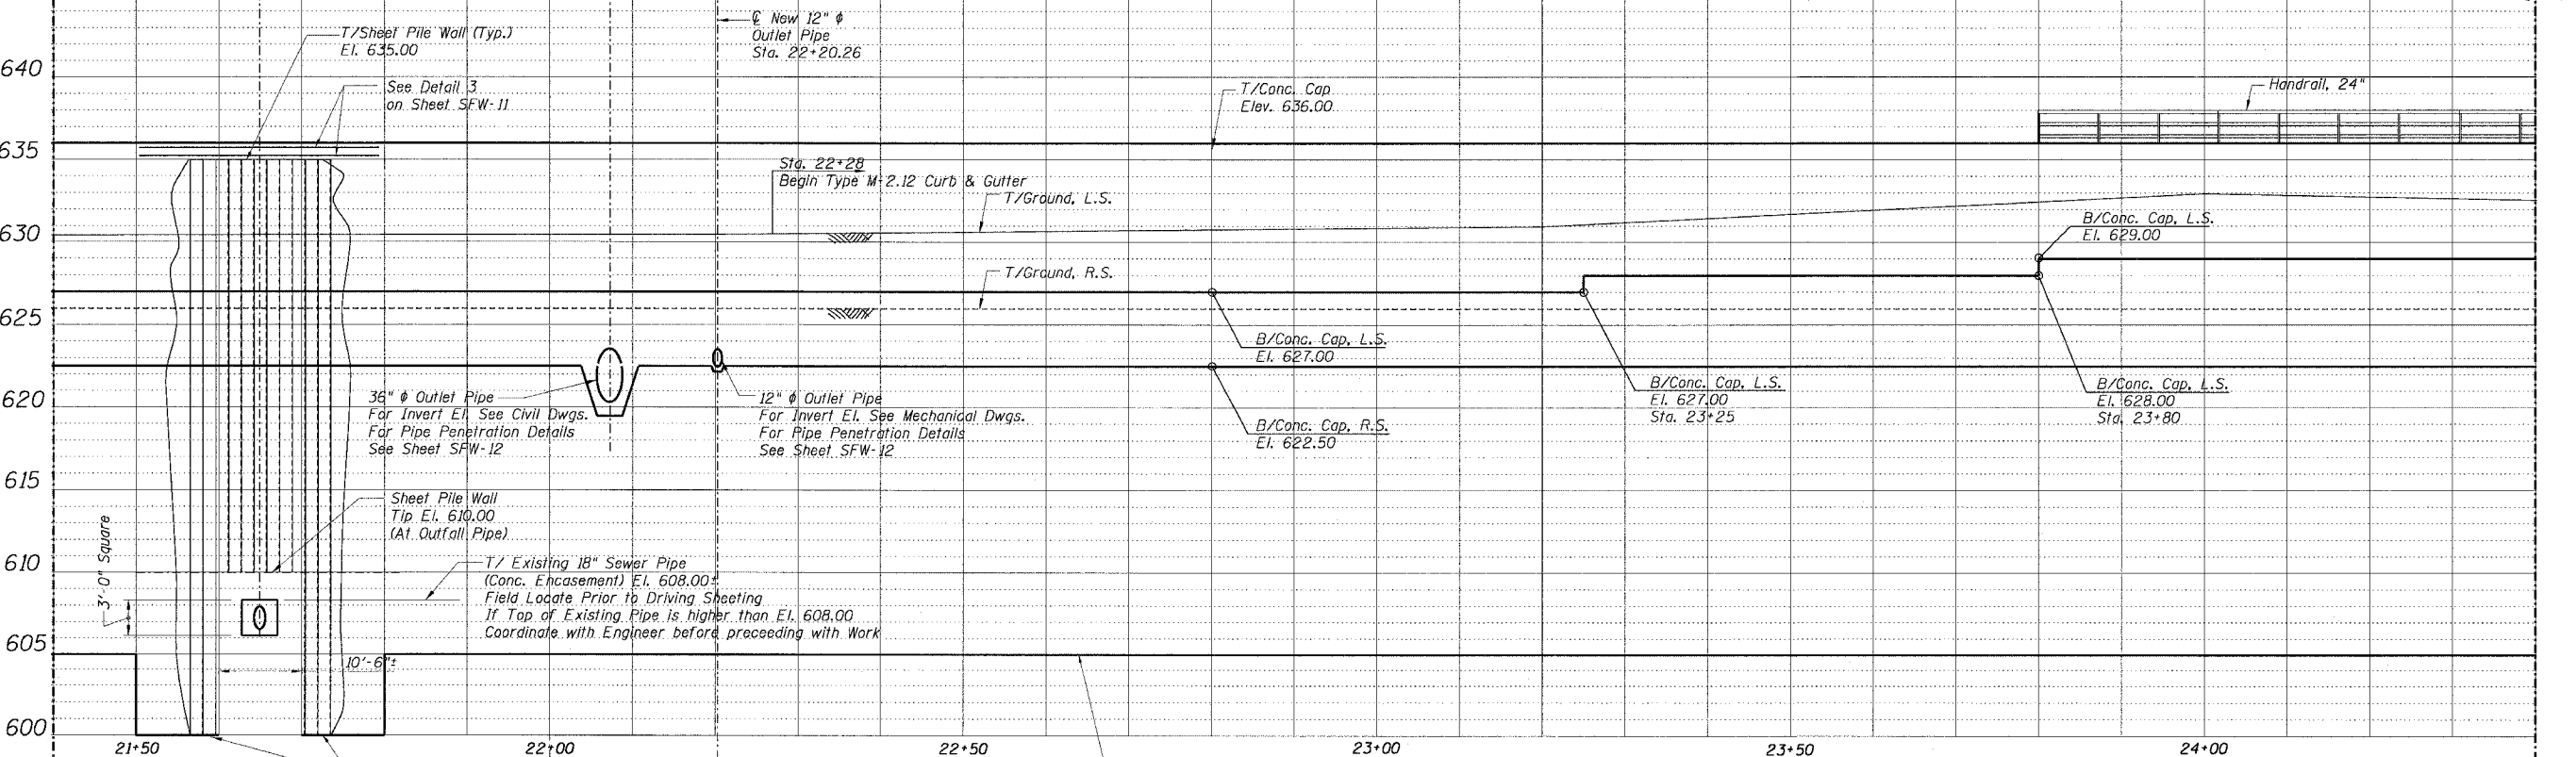 T/Sheet Pile Wall (Typ.)
El. 635.00
See Detail 3
on Sheet SFW-11
℄ New 12" ϕ
Outlet Pipe
Sta. 22+20.26
T/Conc. Cap
Elev. 636.00
Handrail, 24"
Sta. 22+28
Begin Type M-2.12 Curb & Gutter
T/Ground, L.S.
T/Ground, R.S.
B/Conc. Cap, L.S.
El. 629.00
B/Conc. Cap, L.S.
El. 627.00
B/Conc. Cap, R.S.
El. 622.50
B/Conc. Cap, L.S.
El. 627.00
Sta. 23+25
B/Conc. Cap, L.S.
El. 628.00
Sta. 23+80
36" ϕ Outlet Pipe
For Invert El. See Civil Dwgs.
For Pipe Penetration Details
See Sheet SFW-12
12" ϕ Outlet Pipe
For Invert El. See Mechanical Dwgs.
For Pipe Penetration Details
See Sheet SFW-12
Sheet Pile Wall
Tip El. 610.00
(At Outfall Pipe)
T/ Existing 18" Sewer Pipe
(Conc. Encasement) El. 608.00±
Field Locate Prior to Driving Sheeting
If Top of Existing Pipe is higher than El. 608.00
Coordinate with Engineer before preceeding with Work
3'-0" Square
10'-6"±
640
635
630
625
620
615
610
605
600
21+50
22+00
22+50
23+00
23+50
24+00